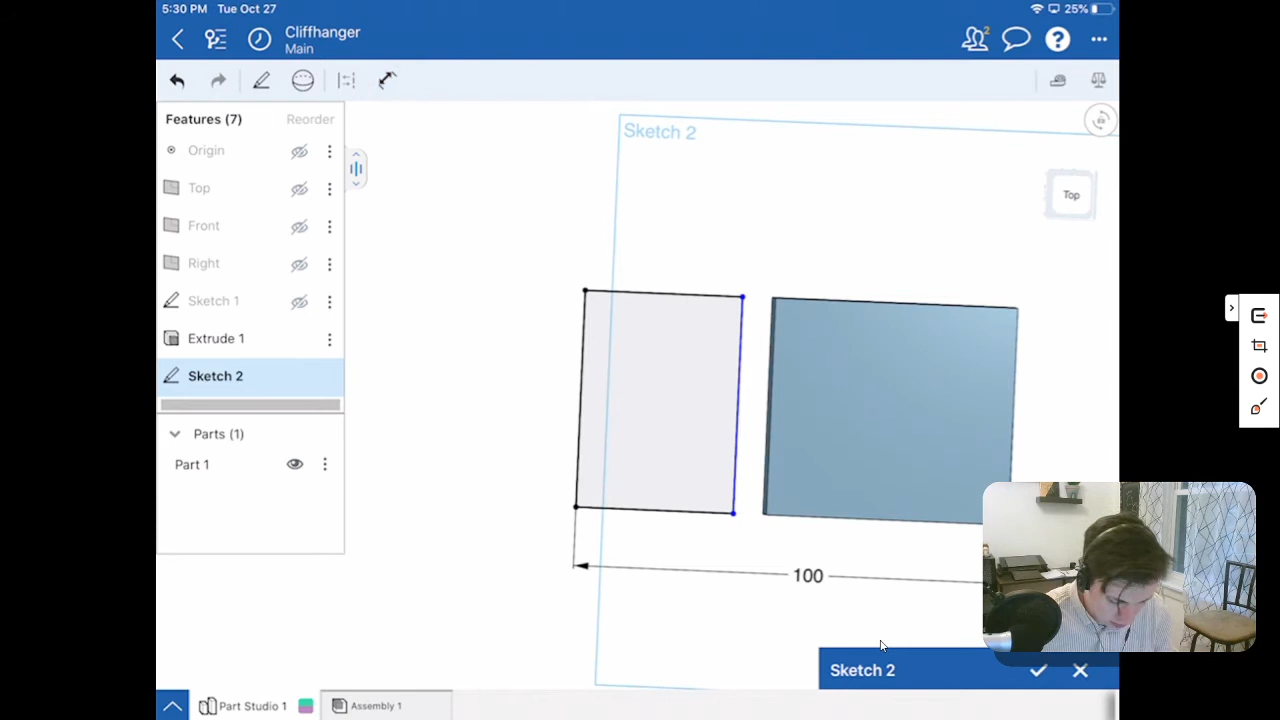 5:30 PM Tue Oct 27
25%
Cliffhanger
Main
2
Features (7)
Reorder
Origin
Top
Front
Right
Sketch 1
Extrude 1
Sketch 2
Parts (1)
Part 1
Sketch 2
Top
100
Sketch 2
Part Studio 1
Assembly 1